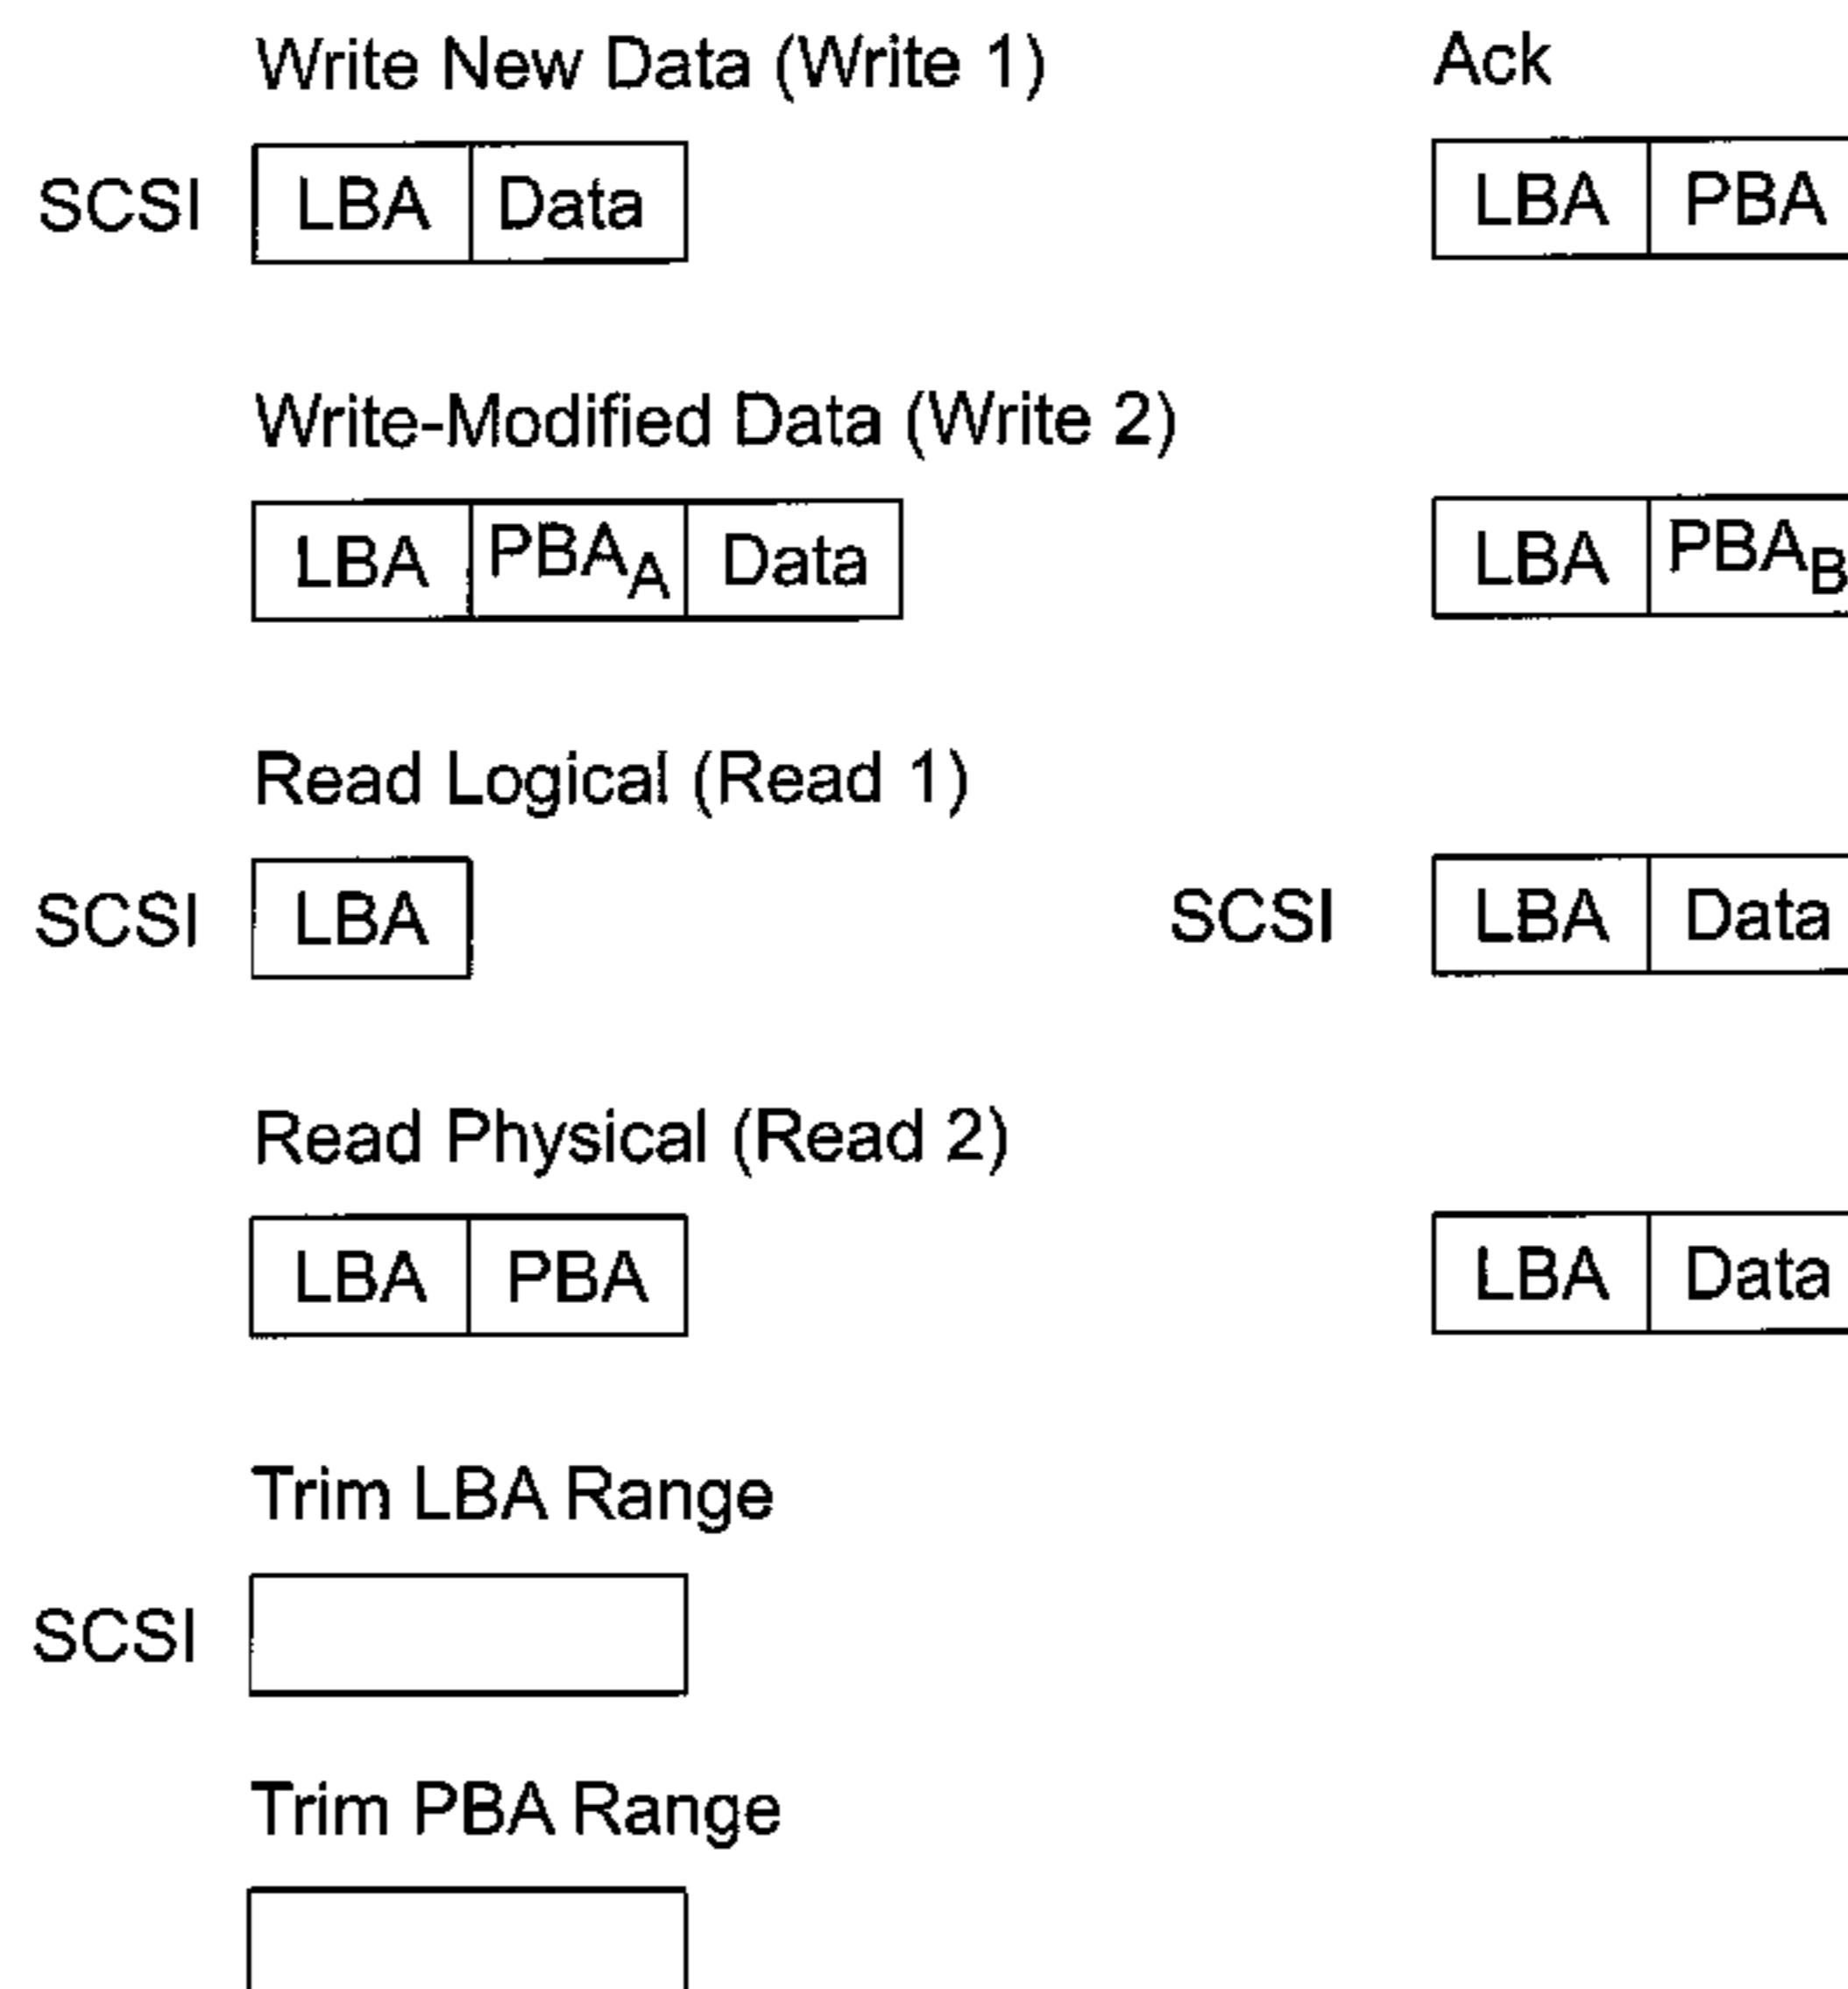 Write New Data (Write 1) Ack
SCSI LBA Data LBA PBA
Write-Modified Data (Write 2)
LBA PBAA Data LBA PBAB
Read Logical (Read 1)
SCSI LBA SCSI LBA Data
Read Physical (Read 2)
LBA PBA LBA Data
Trim LBA Range
SCSI
Trim PBA Range